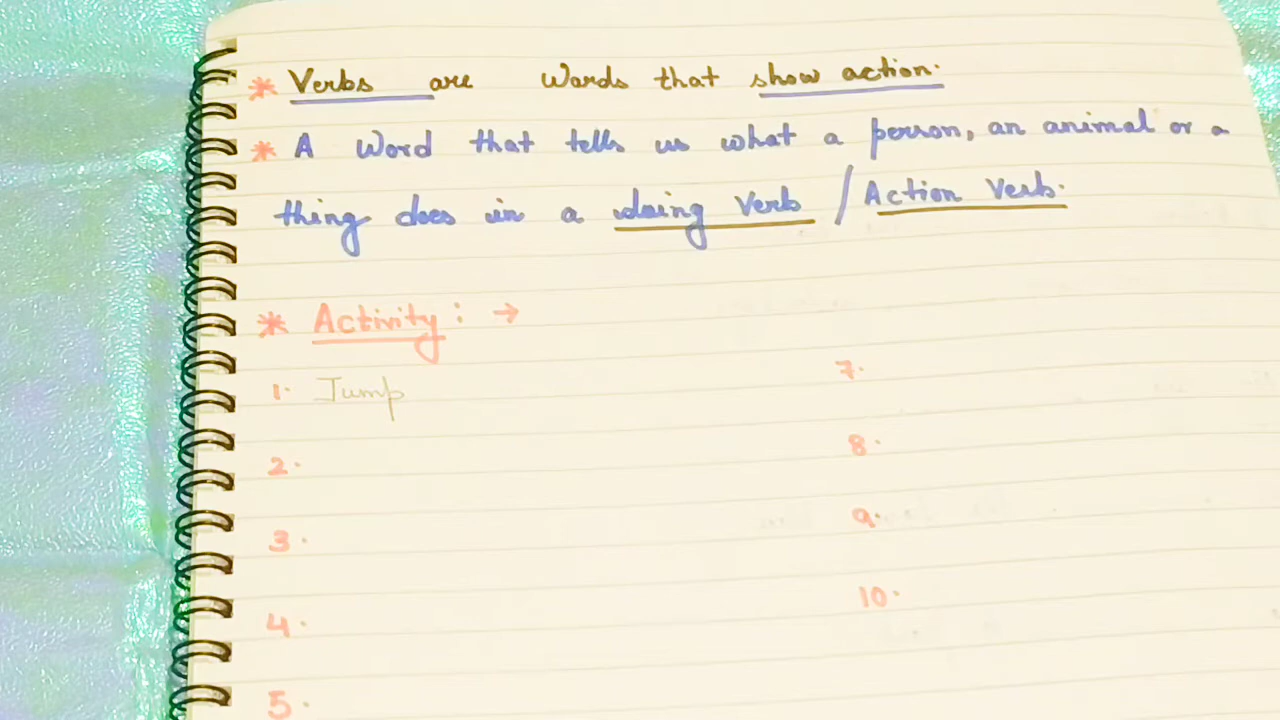 * Verbs are words that show action.
* A Word that tells us what a person, an animal or a
thing does in a doing Verb / Action Verb.
* Activity : →
1. Jump
2.
3.
4.
5.
7.
8.
9.
10.